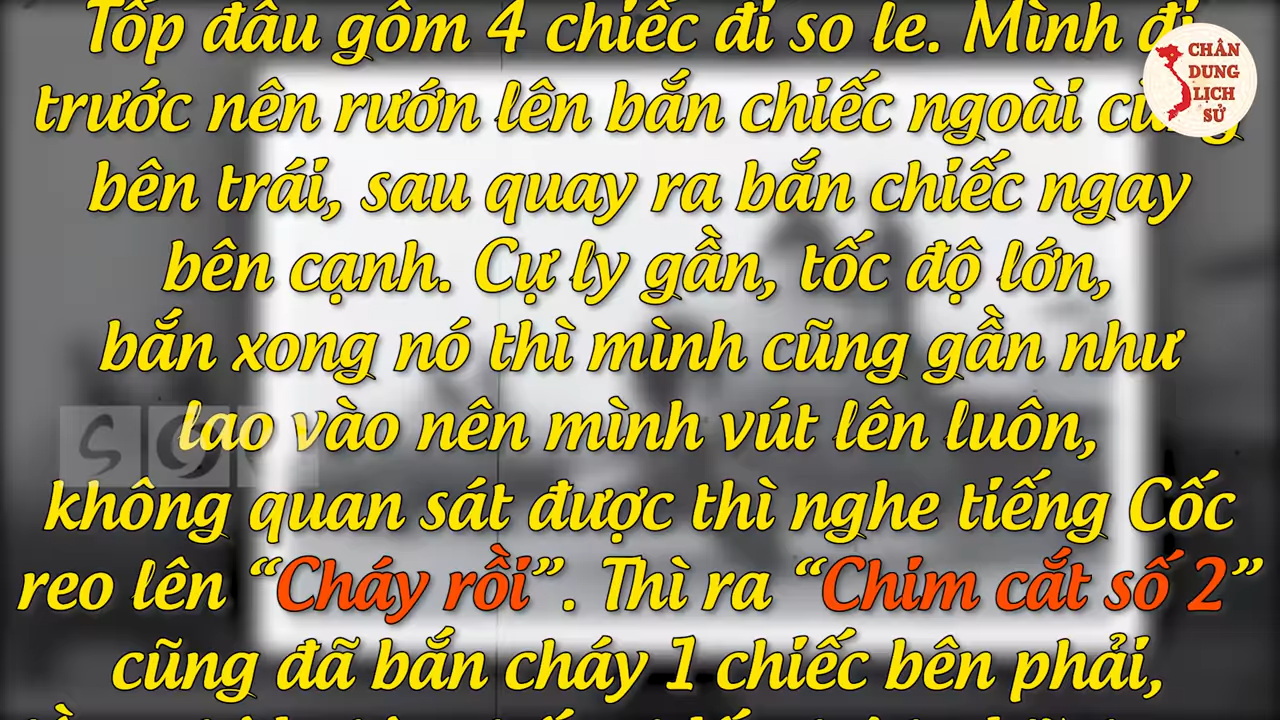 Tốp đầu gồm 4 chiếc đi so le. Mình đi
trước nên rướn lên bắn chiếc ngoài cùng
bên trái, sau quay ra bắn chiếc ngay
bên cạnh. Cự ly gần, tốc độ lớn,
bắn xong nó thì mình cũng gần như
lao vào nên mình vút lên luôn,
không quan sát được thì nghe tiếng Cốc
reo lên “Cháy rồi”. Thì ra “Chim cắt số 2”
cũng đã bắn cháy 1 chiếc bên phải,
CHÂN
DUNG
LỊCH
SỬ